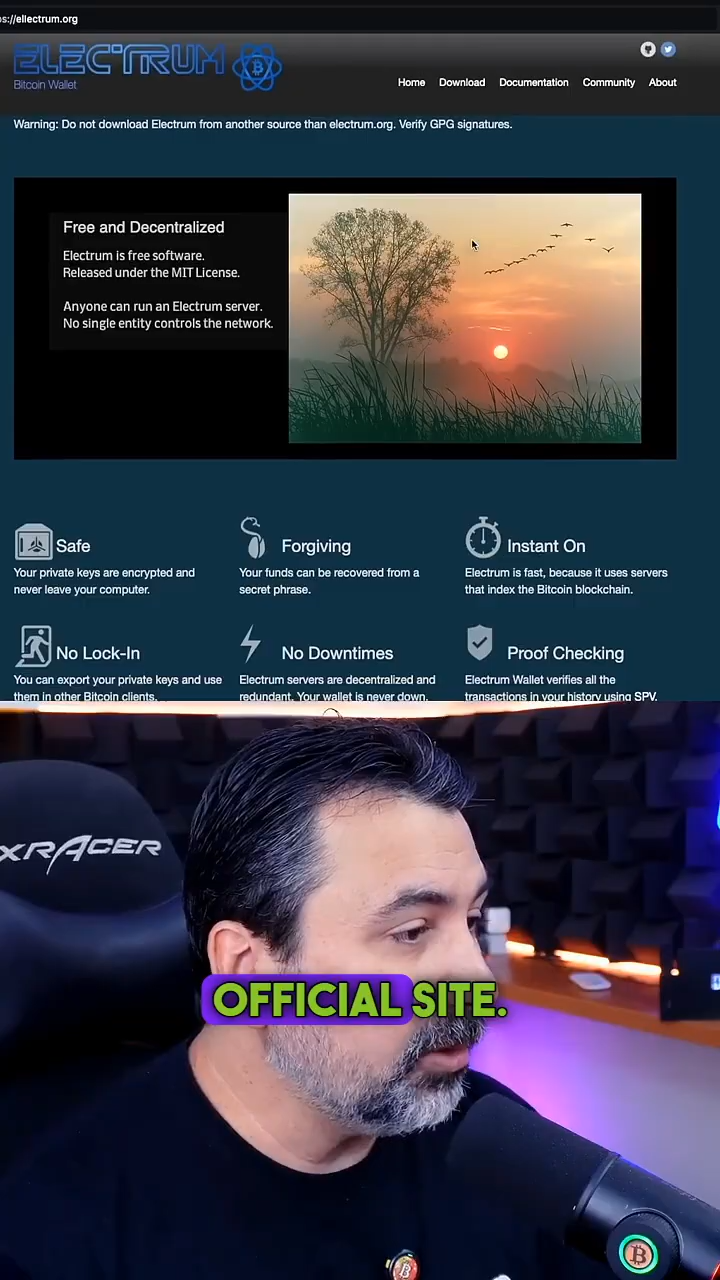 ps://ellectrum.org
ELECTRUM
Bitcoin Wallet
Home Download Documentation Community About
Warning: Do not download Electrum from another source than electrum.org. Verify GPG signatures.
Free and Decentralized
Electrum is free software.
Released under the MIT License.
Anyone can run an Electrum server.
No single entity controls the network.
Safe
Your private keys are encrypted and
never leave your computer.
Forgiving
Your funds can be recovered from a
secret phrase.
Instant On
Electrum is fast, because it uses servers
that index the Bitcoin blockchain.
No Lock-In
You can export your private keys and use
them in other Bitcoin clients.
No Downtimes
Electrum servers are decentralized and
redundant. Your wallet is never down.
Proof Checking
Electrum Wallet verifies all the
transactions in your history using SPV.
XRACER
OFFICIAL SITE.